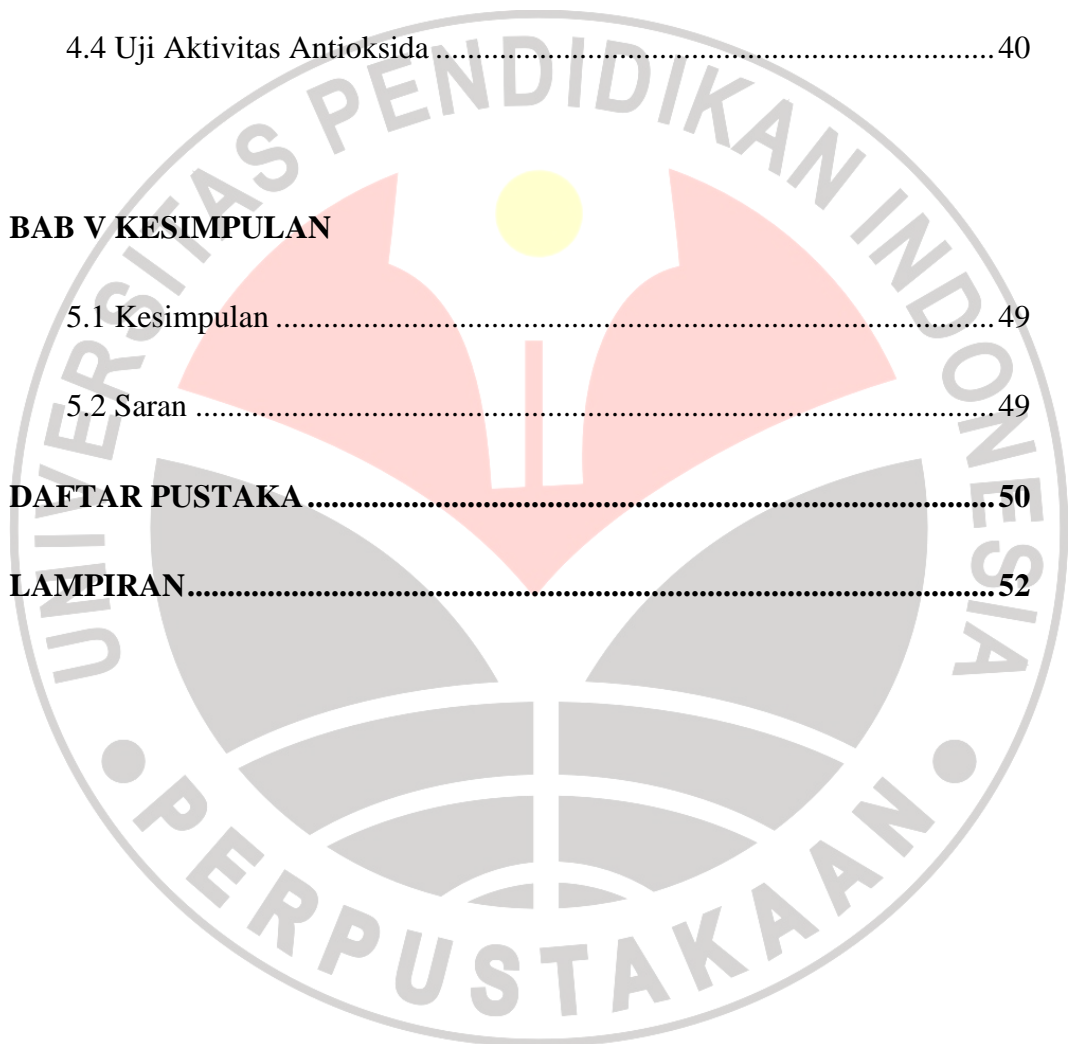 4.4 Uji Aktivitas Antioksida ........................................................................ 40
BAB V KESIMPULAN
5.1 Kesimpulan ............................................................................................ 49
5.2 Saran ...................................................................................................... 49
DAFTAR PUSTAKA ....................................................................................... 50
LAMPIRAN ...................................................................................................... 52
UNIVERSITAS PENDIDIKAN INDONESIA
PERPUSTAKAAN